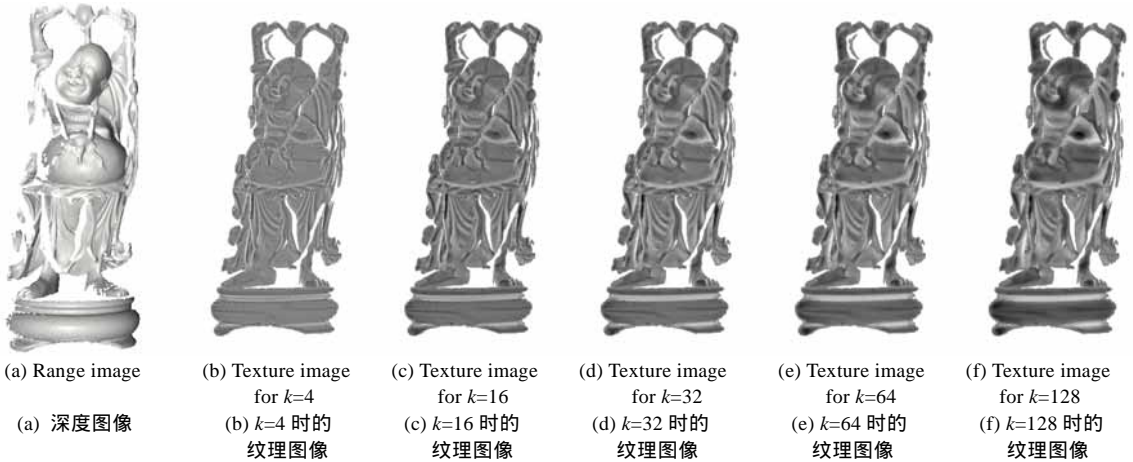 (a) Range image
(b) Texture image
for k=4
(c) Texture image
for k=16
(d) Texture image
for k=32
(e) Texture image
for k=64
(f) Texture image
for k=128
(a) 深度图像
(b) k=4 时的
纹理图像
(c) k=16 时的
纹理图像
(d) k=32 时的
纹理图像
(e) k=64 时的
纹理图像
(f) k=128 时的
纹理图像